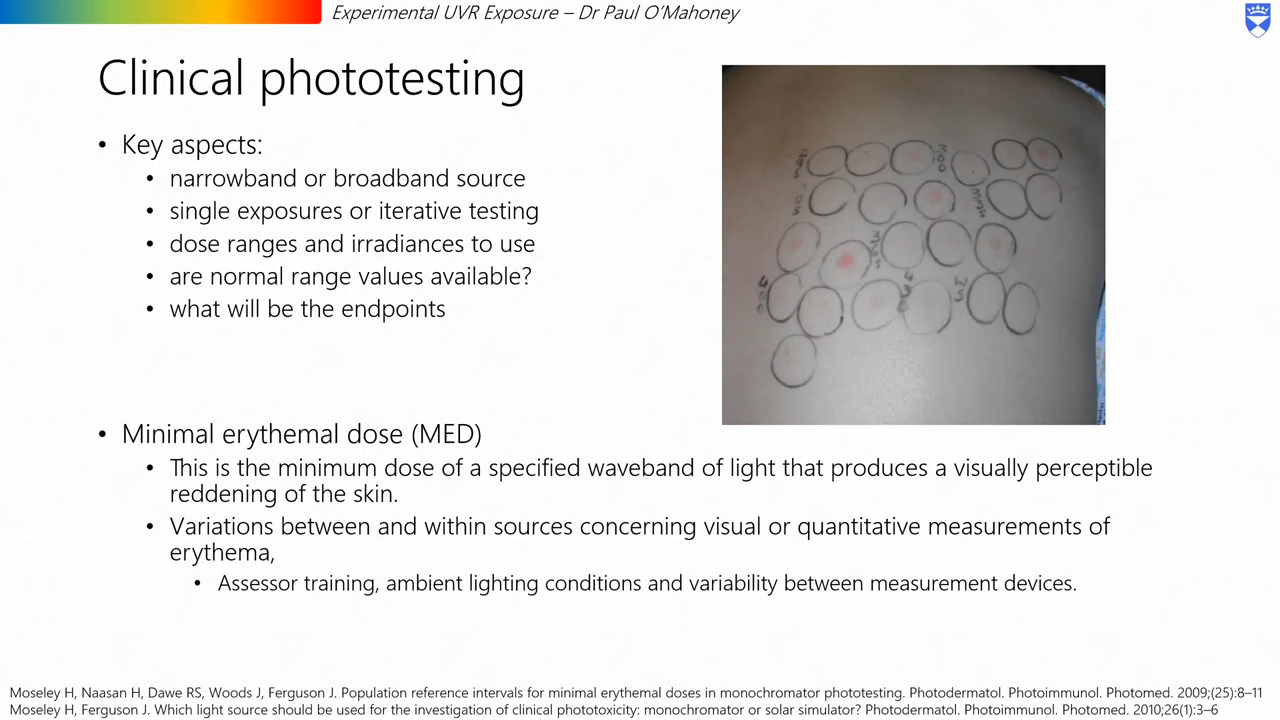 Experimental UVR Exposure – Dr Paul O’Mahoney
Clinical phototesting
• Key aspects:
• narrowband or broadband source
• single exposures or iterative testing
• dose ranges and irradiances to use
• are normal range values available?
• what will be the endpoints
• Minimal erythemal dose (MED)
• This is the minimum dose of a specified waveband of light that produces a visually perceptible
reddening of the skin.
• Variations between and within sources concerning visual or quantitative measurements of
erythema,
• Assessor training, ambient lighting conditions and variability between measurement devices.
Moseley H, Naasan H, Dawe RS, Woods J, Ferguson J. Population reference intervals for minimal erythemal doses in monochromator phototesting. Photodermatol. Photoimmunol. Photomed. 2009;(25):8–11
Moseley H, Ferguson J. Which light source should be used for the investigation of clinical phototoxicity: monochromator or solar simulator? Photodermatol. Photoimmunol. Photomed. 2010;26(1):3–6